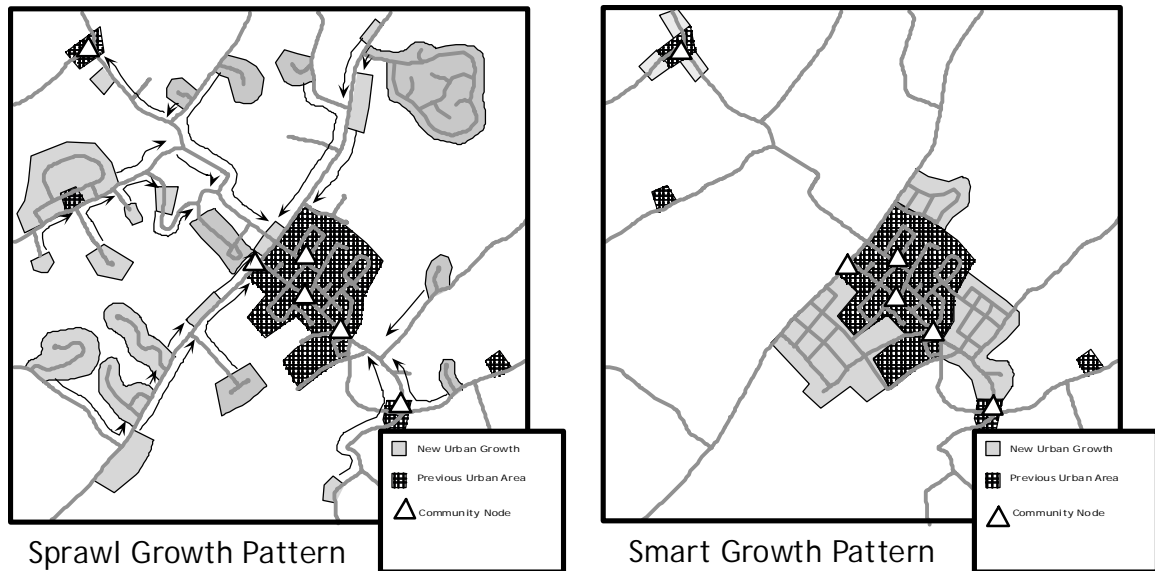 New Urban Growth
Previous Urban Area
Community Node
Sprawl Growth Pattern
New Urban Growth
Previous Urban Area
Community Node
Smart Growth Pattern